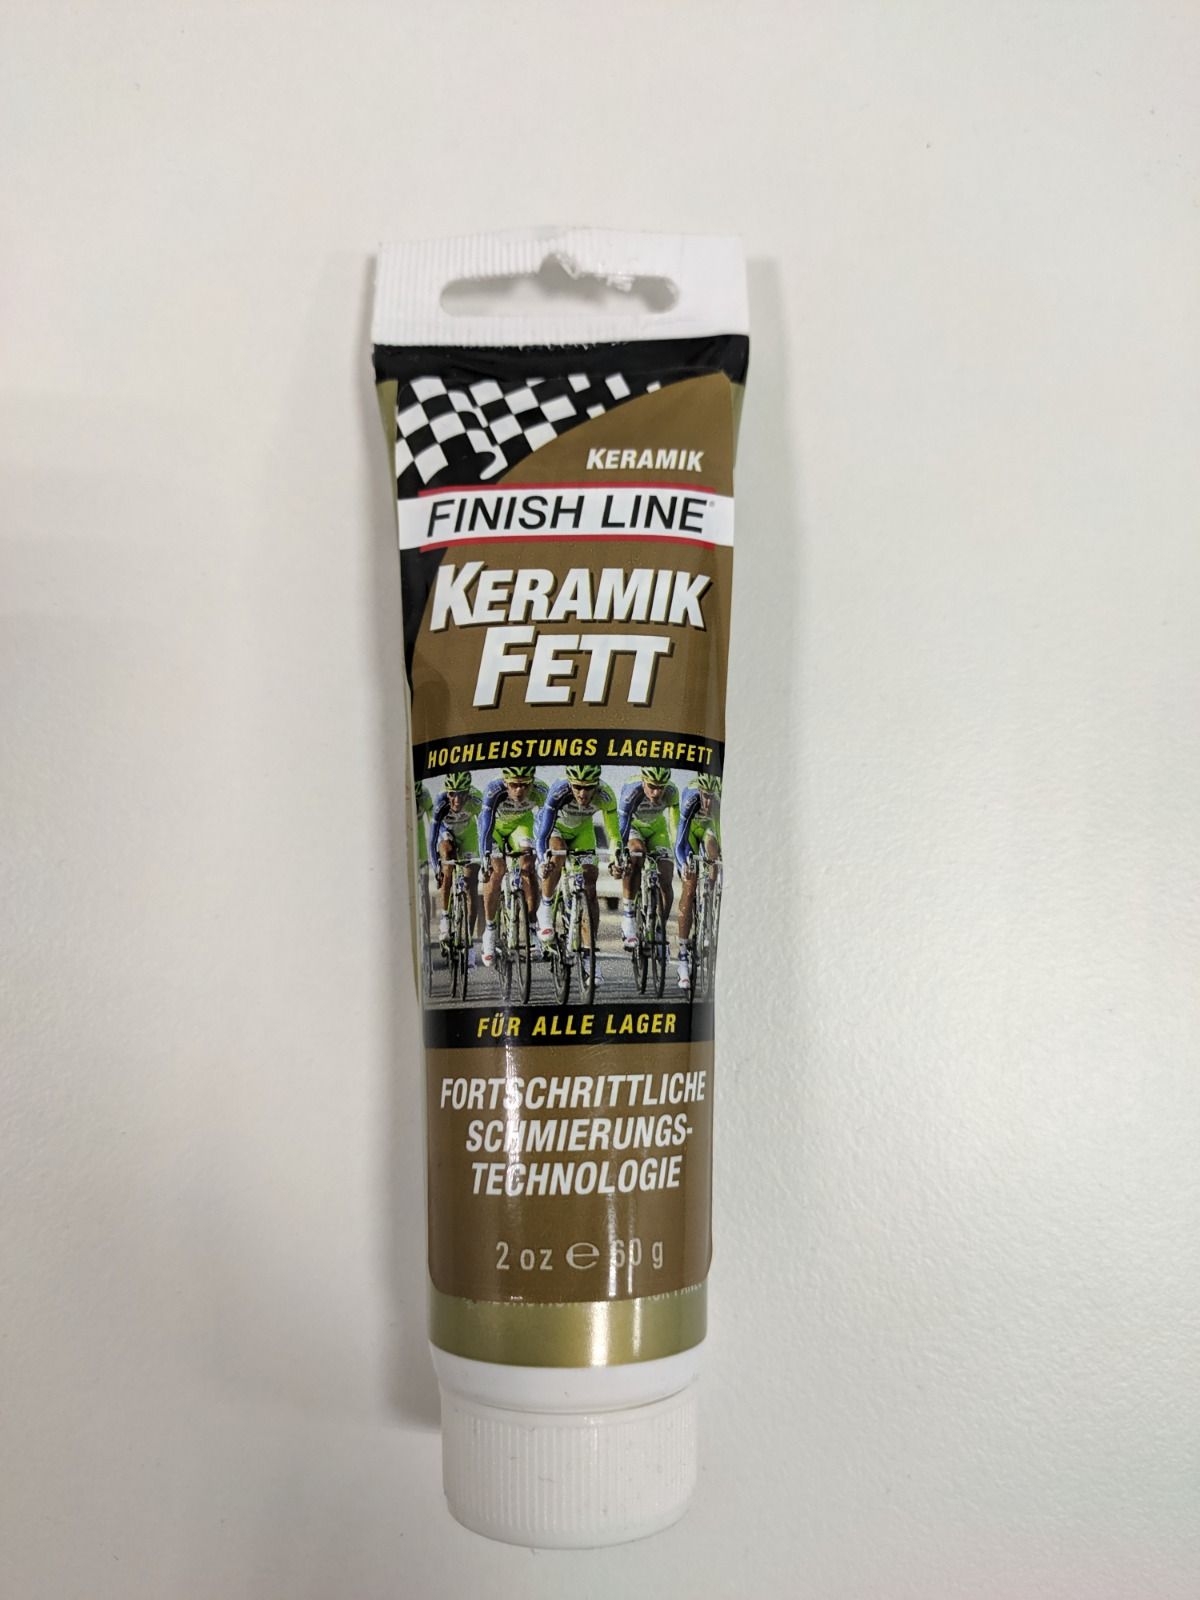 KERAMIK
FINISH LINE®
KERAMIK
FETT
HOCHLEISTUNGS LAGERFETT
FÜR ALLE LAGER
FORTSCHRITTLICHE
SCHMIERUNGS-
TECHNOLOGIE
2 oz ℮ 60 g